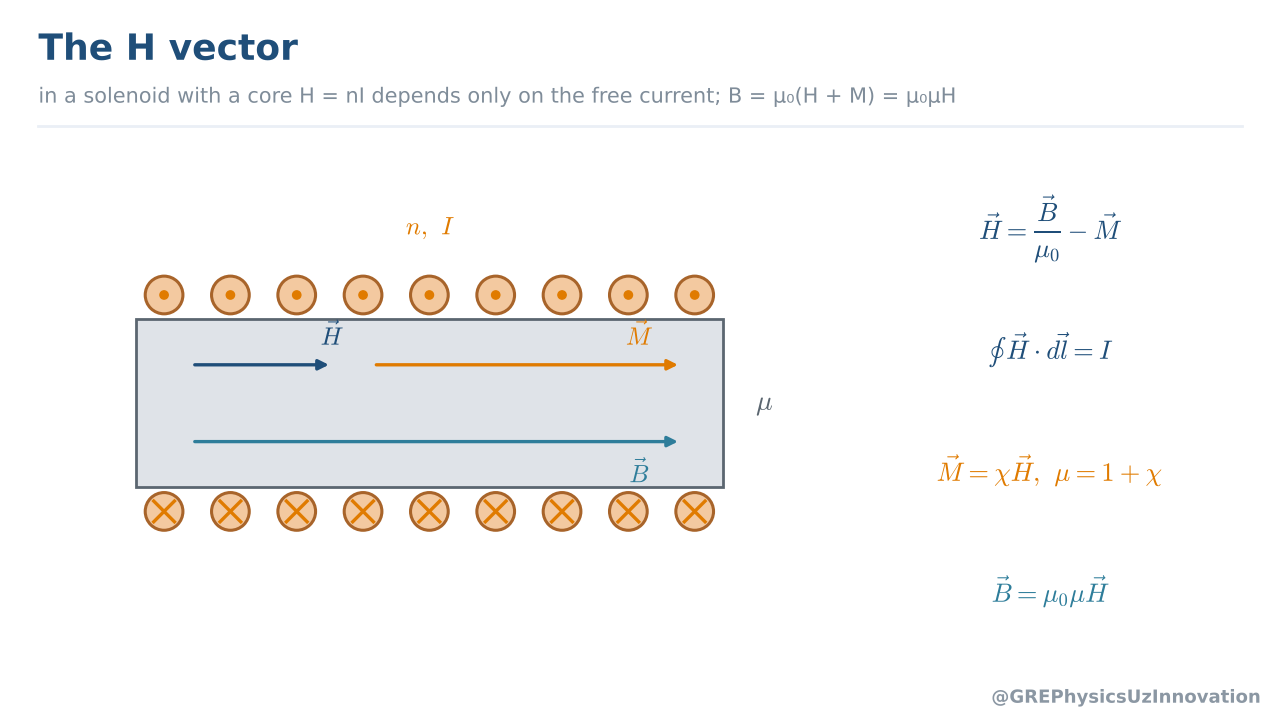 The H vector
in a solenoid with a core H = nI depends only on the free current; B = μ₀(H + M) = μ₀μH
n, I
H⃗
M⃗
μ
B⃗
H⃗ = B⃗/μ₀ − M⃗
∮H⃗ · dl⃗ = I
M⃗ = χH⃗, μ = 1 + χ
B⃗ = μ₀μH⃗
@GREPhysicsUzInnovation